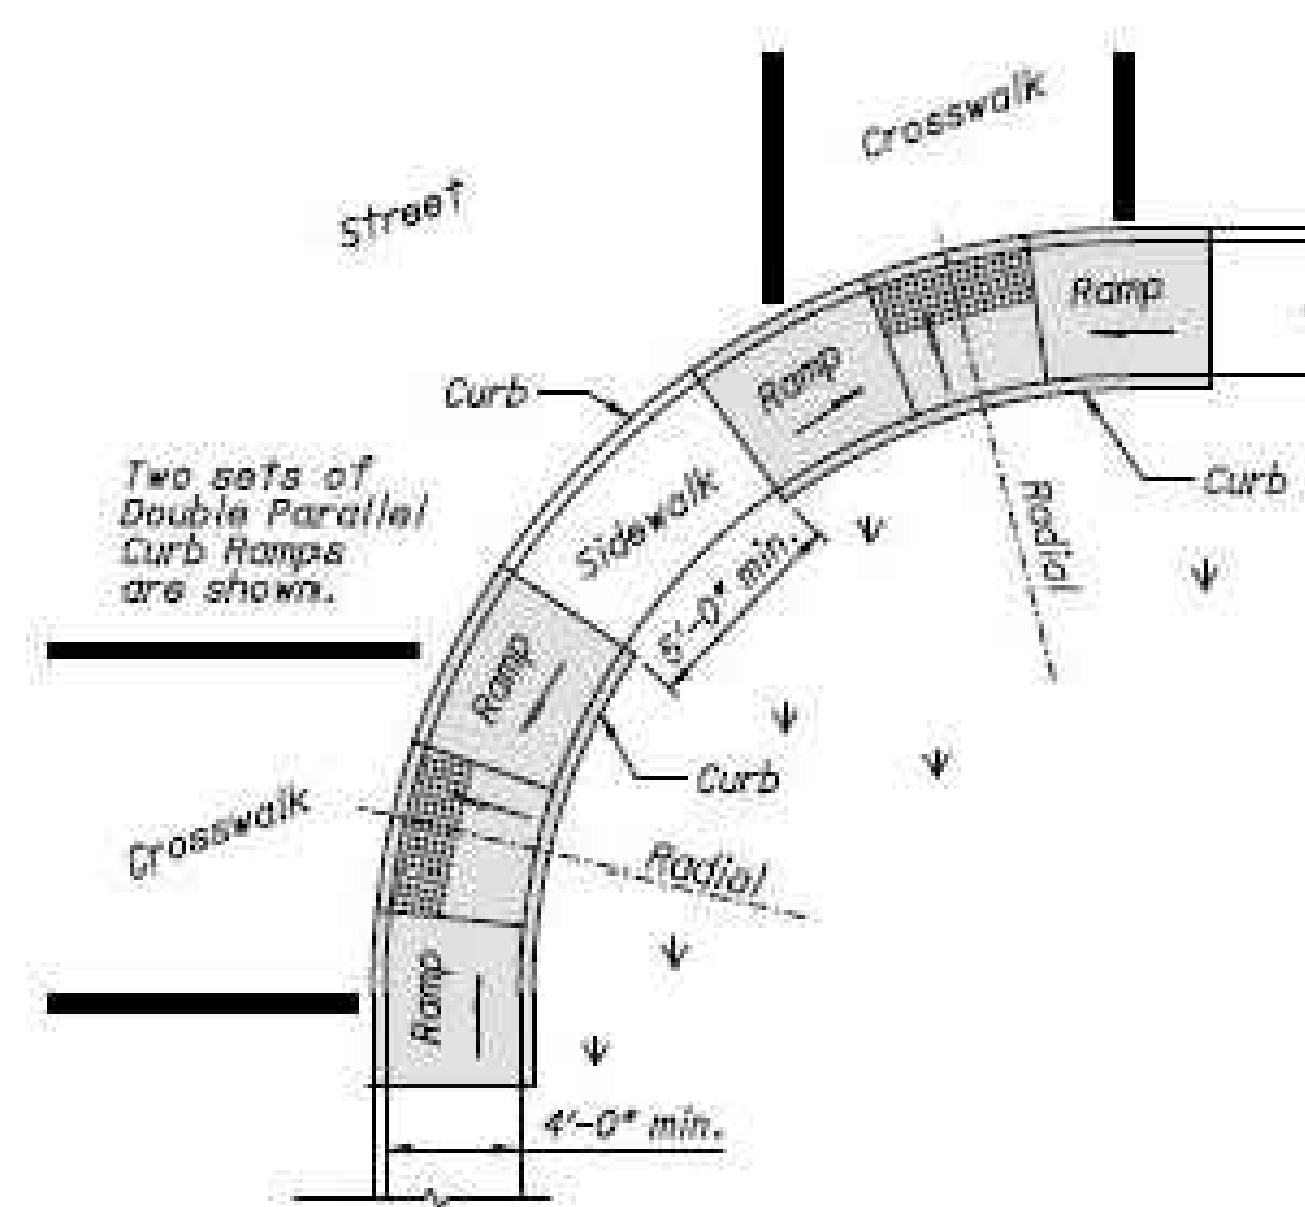 Crosswalk
Street
Ramp
Ramp
Curb
Curb
Two sets of
Double Parallel
Curb Ramps
are shown.
Sidewalk
Radial
5'-0" min.
Ramp
Curb
Crosswalk
Radial
Ramp
4'-0" min.